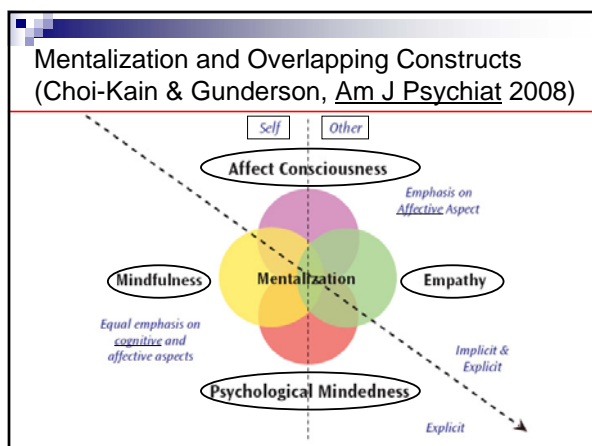 Mentalization and Overlapping Constructs
(Choi-Kain & Gunderson, Am J Psychiat 2008)
Self
Other
Affect Consciousness
Emphasis on
Affective Aspect
Mindfulness
Mentalization
Empathy
Equal emphasis on
cognitive and
affective aspects
Implicit &
Explicit
Psychological Mindedness
Explicit